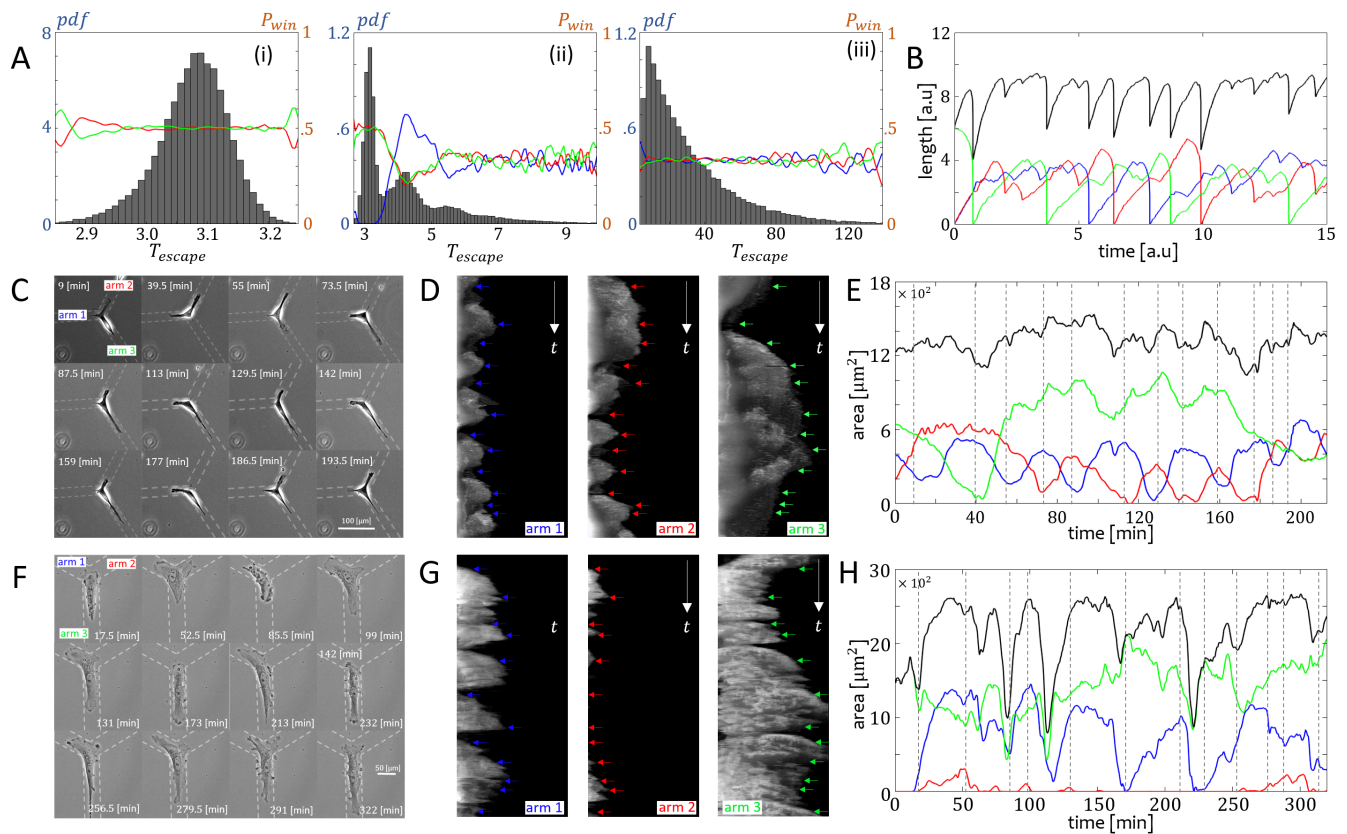 A
pdf
P_win
8
4
0
1
.5
0
(i)
2.9
3.0
3.1
3.2
T_escape
pdf
P_win
1.2
.6
0
1
.5
0
(ii)
3
4
5
7
9
T_escape
pdf
P_win
1.2
.6
0
1
.5
0
(iii)
40
80
120
T_escape
B
length [a.u]
12
8
4
0
0
5
10
15
time [a.u]
C
9 [min]
arm 2
arm 1
arm 3
39.5 [min]
55 [min]
73.5 [min]
87.5 [min]
113 [min]
129.5 [min]
142 [min]
159 [min]
177 [min]
186.5 [min]
193.5 [min]
100 [μm]
D
t
arm 1
t
arm 2
t
arm 3
E
× 10²
area [μm²]
18
12
6
0
0
40
80
120
160
200
time [min]
F
arm 1
arm 2
arm 3
17.5 [min]
52.5 [min]
85.5 [min]
99 [min]
131 [min]
173 [min]
213 [min]
142 [min]
232 [min]
256.5 [min]
279.5 [min]
291 [min]
322 [min]
50 [μm]
G
t
arm 1
t
arm 2
t
arm 3
H
× 10²
area [μm²]
30
20
10
0
0
50
100
150
200
250
300
time [min]